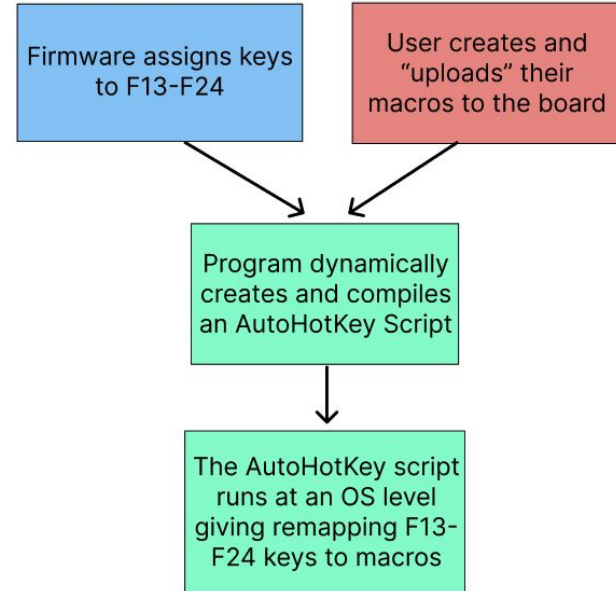 Firmware assigns keys
to F13-F24
User creates and
“uploads” their
macros to the board
Program dynamically
creates and compiles
an AutoHotKey Script
The AutoHotKey script
runs at an OS level
giving remapping F13-
F24 keys to macros